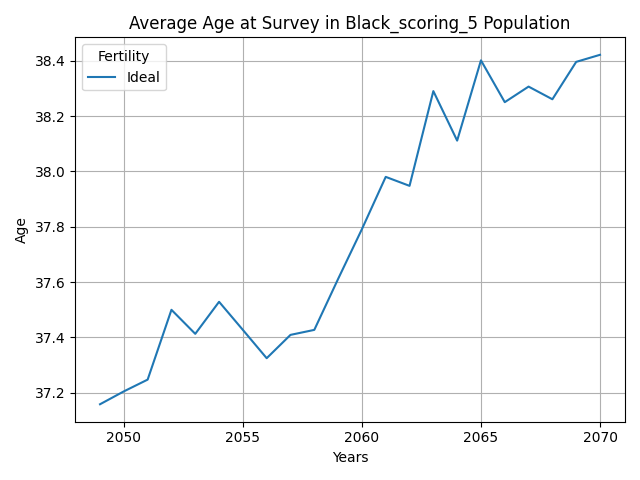 Average Age at Survey in Black_scoring_5 Population
Fertility
Ideal
38.4
38.2
38.0
37.8
37.6
37.4
37.2
Age
2050 2055 2060 2065 2070
Years